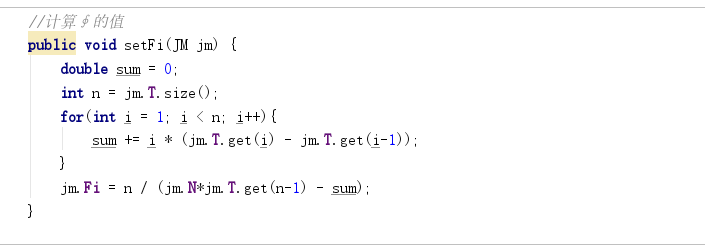 //计算∮的值
public void setFi(JM jm) {
double sum = 0;
int n = jm.T.size();
for(int i = 1; i < n; i++){
sum += i * (jm.T.get(i) - jm.T.get(i-1));
}
jm.Fi = n / (jm.N*jm.T.get(n-1) - sum);
}